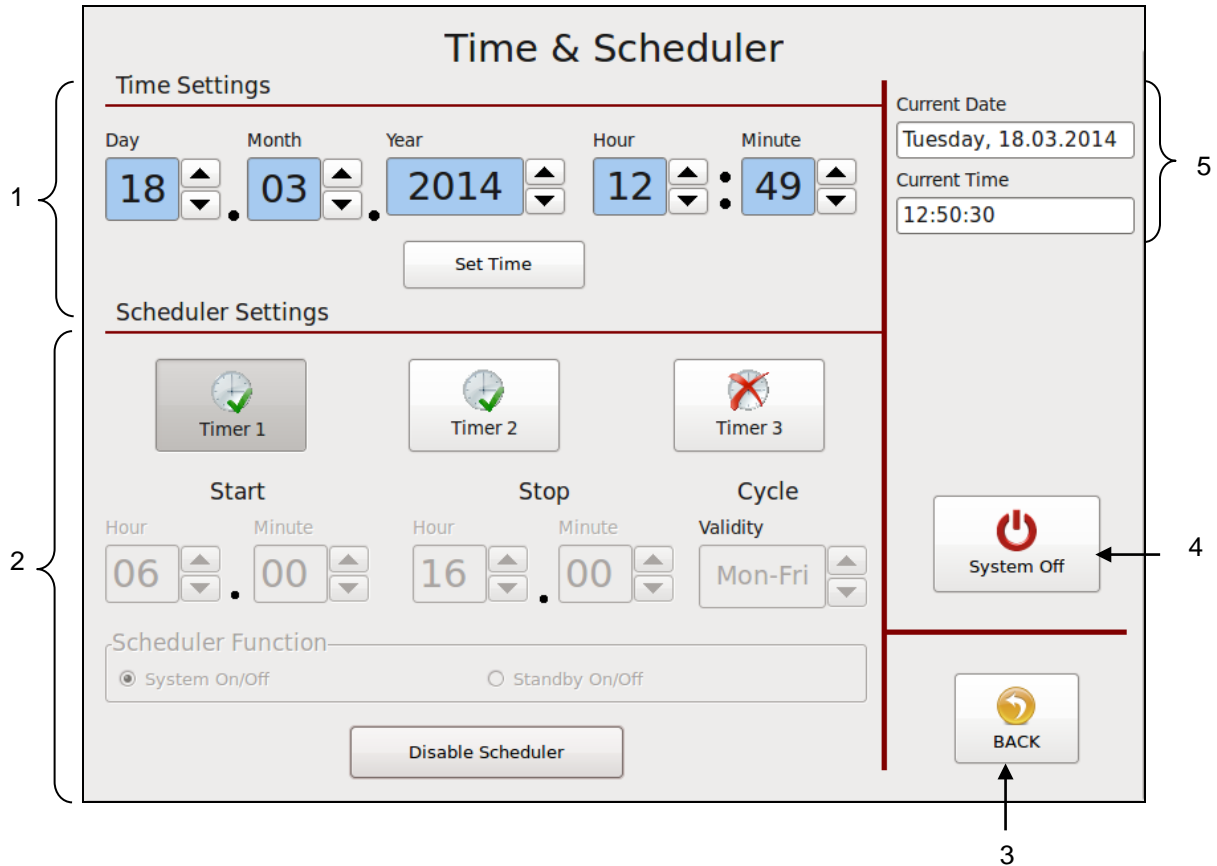 Time & Scheduler
Time Settings
Day Month Year Hour Minute
18 . 03 . 2014 12 : 49
Set Time
Current Date
Tuesday, 18.03.2014
Current Time
12:50:30
1
5
Scheduler Settings
Timer 1 Timer 2 Timer 3
Start Stop Cycle
Hour Minute Hour Minute Validity
06 . 00 16 . 00 Mon-Fri
Scheduler Function
System On/Off Standby On/Off
Disable Scheduler
2
System Off
4
BACK
3